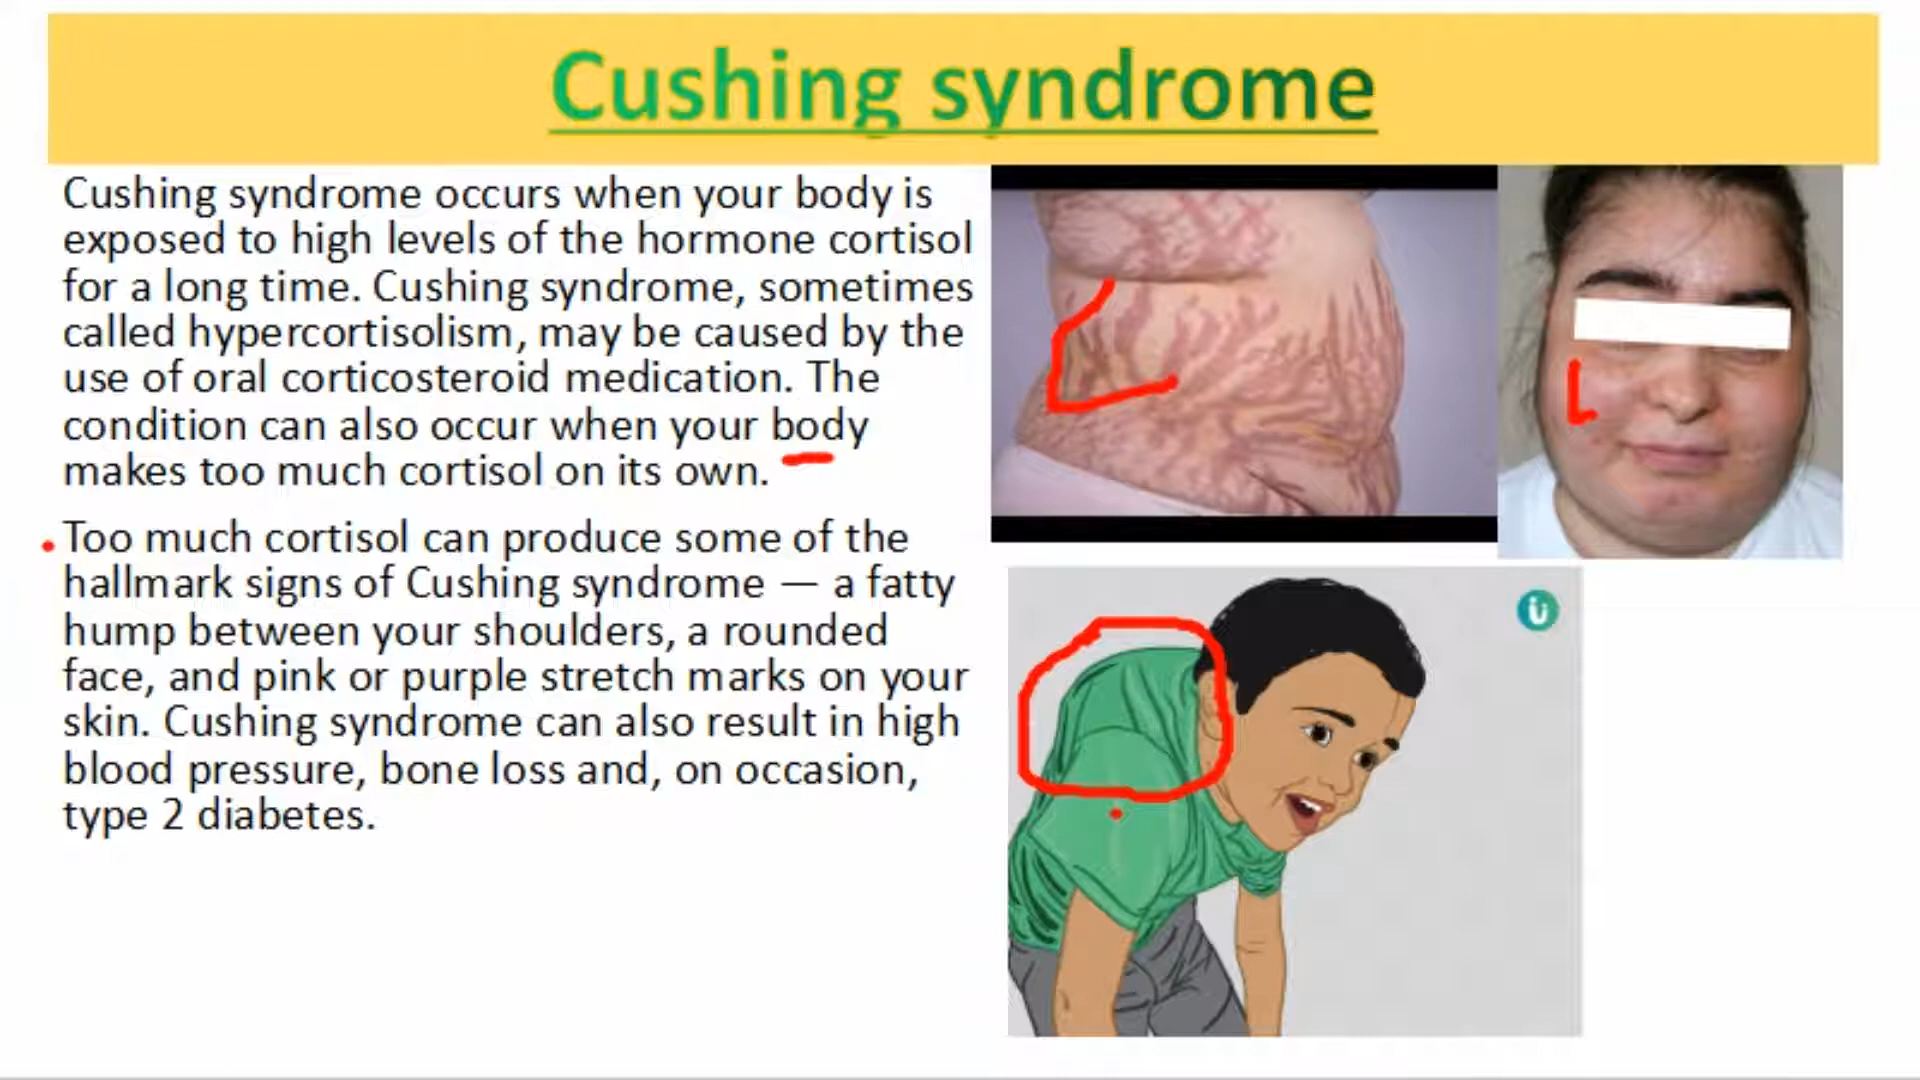 Cushing syndrome
Cushing syndrome occurs when your body is
exposed to high levels of the hormone cortisol
for a long time. Cushing syndrome, sometimes
called hypercortisolism, may be caused by the
use of oral corticosteroid medication. The
condition can also occur when your body
makes too much cortisol on its own.
Too much cortisol can produce some of the
hallmark signs of Cushing syndrome — a fatty
hump between your shoulders, a rounded
face, and pink or purple stretch marks on your
skin. Cushing syndrome can also result in high
blood pressure, bone loss and, on occasion,
type 2 diabetes.